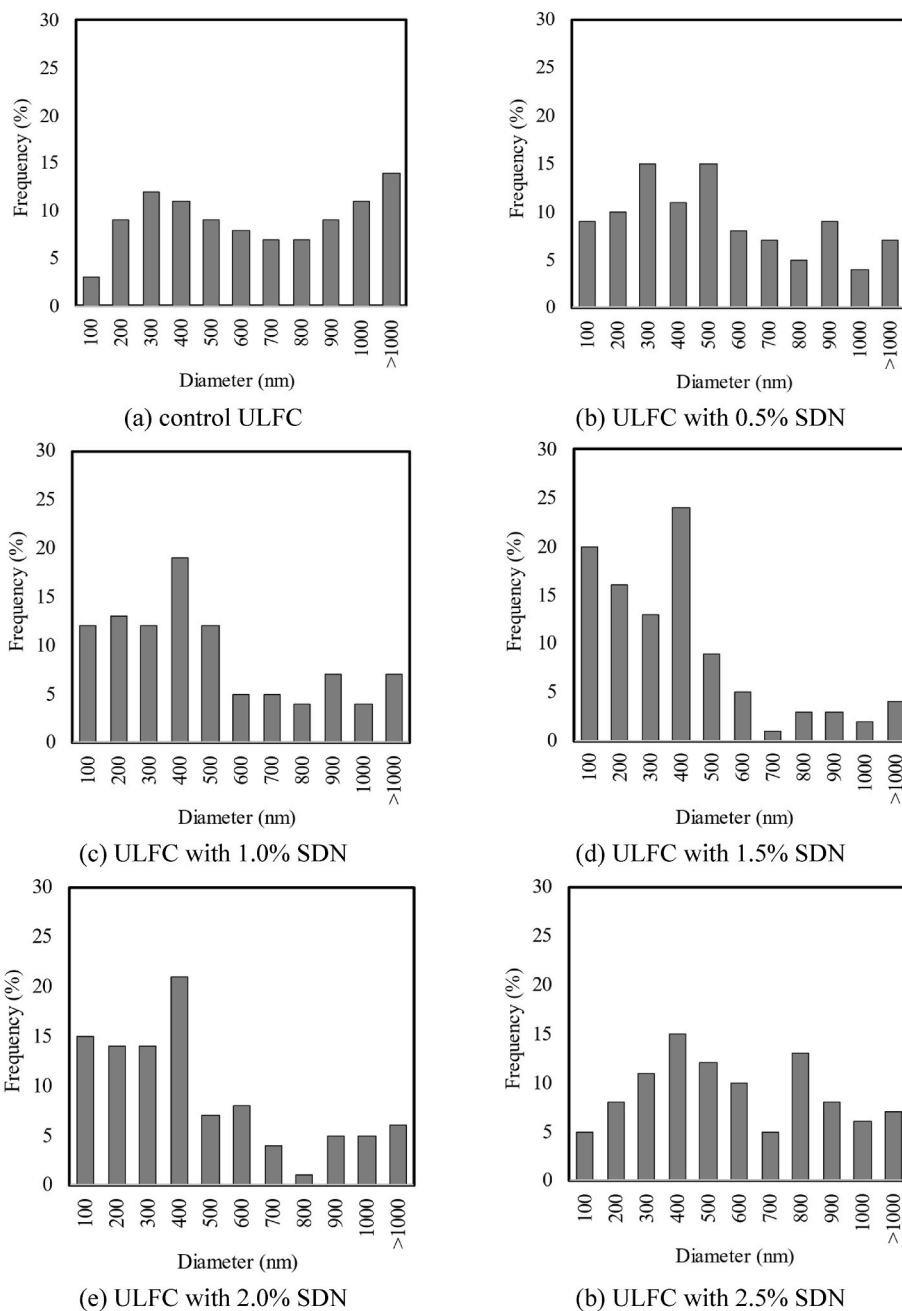 30
25
20
15
10
5
0
Frequency (%)
100 200 300 400 500 600 700 800 900 1000 >1000
Diameter (nm)
(a) control ULFC
30
25
20
15
10
5
0
Frequency (%)
100 200 300 400 500 600 700 800 900 1000 >1000
Diameter (nm)
(b) ULFC with 0.5% SDN
30
25
20
15
10
5
0
Frequency (%)
100 200 300 400 500 600 700 800 900 1000 >1000
Diameter (nm)
(c) ULFC with 1.0% SDN
30
25
20
15
10
5
0
Frequency (%)
100 200 300 400 500 600 700 800 900 1000 >1000
Diameter (nm)
(d) ULFC with 1.5% SDN
30
25
20
15
10
5
0
Frequency (%)
100 200 300 400 500 600 700 800 900 1000 >1000
Diameter (nm)
(e) ULFC with 2.0% SDN
30
25
20
15
10
5
0
Frequency (%)
100 200 300 400 500 600 700 800 900 1000 >1000
Diameter (nm)
(b) ULFC with 2.5% SDN